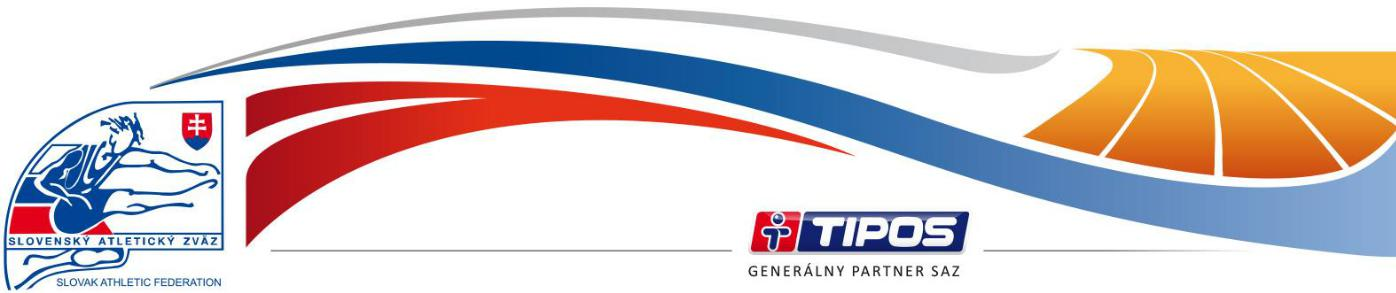 SLOVENSKÝ ATLETICKÝ ZVÄZ
SLOVAK ATHLETIC FEDERATION
TIPOS
GENERÁLNY PARTNER SAZ